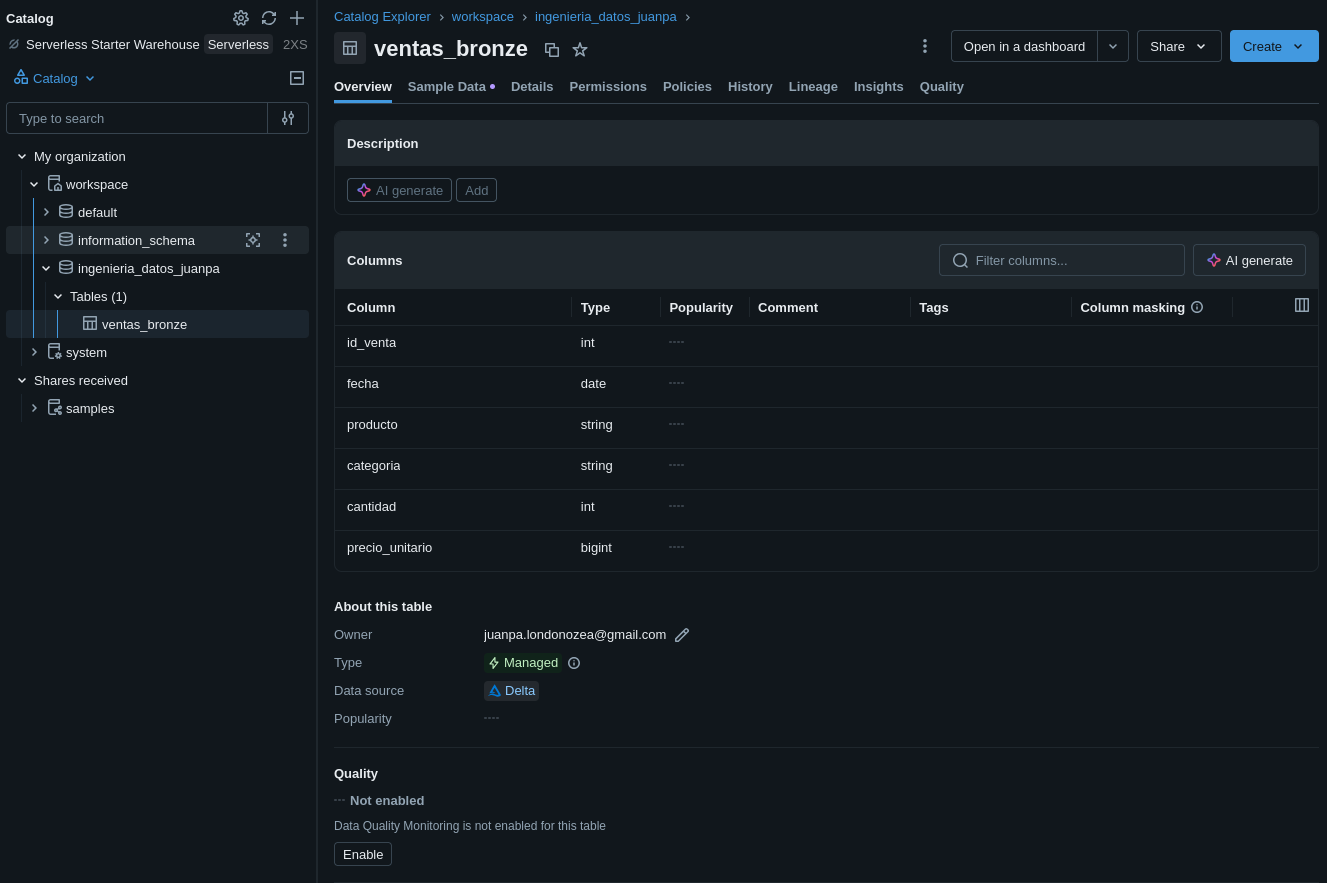 Catalog
Serverless Starter Warehouse Serverless 2XS
Catalog
Type to search
My organization
workspace
default
information_schema
ingenieria_datos_juanpa
Tables (1)
ventas_bronze
system
Shares received
samples
Catalog Explorer › workspace › ingenieria_datos_juanpa ›
ventas_bronze
Open in a dashboard Share Create
Overview Sample Data Details Permissions Policies History Lineage Insights Quality
Description
AI generate Add
Columns Filter columns... AI generate
Column Type Popularity Comment Tags Column masking
id_venta int ----
fecha date ----
producto string ----
categoria string ----
cantidad int ----
precio_unitario bigint ----
About this table
Owner juanpa.londonozea@gmail.com
Type Managed
Data source Delta
Popularity ----
Quality
--- Not enabled
Data Quality Monitoring is not enabled for this table
Enable